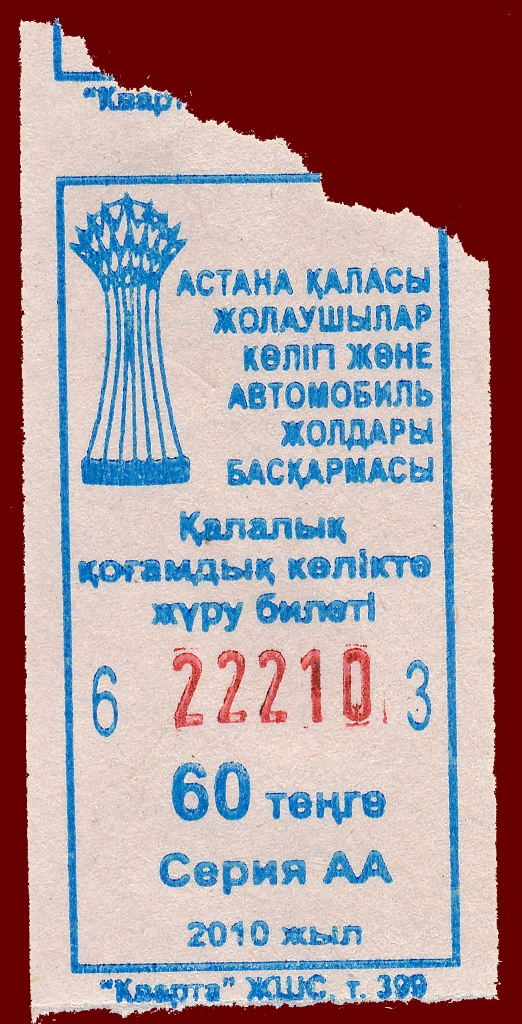 "Квар
АСТАНА ҚАЛАСЫ
ЖОЛАУШЫЛАР
КӨЛІГІ ЖӘНЕ
АВТОМОБИЛЬ
ЖОЛДАРЫ
БАСҚАРМАСЫ
Қалалық
қоғамдық көлікте
жүру билеті
6 22210 3
60 теңге
Серия АА
2010 жыл
"Кварта" ЖШС, т. 399